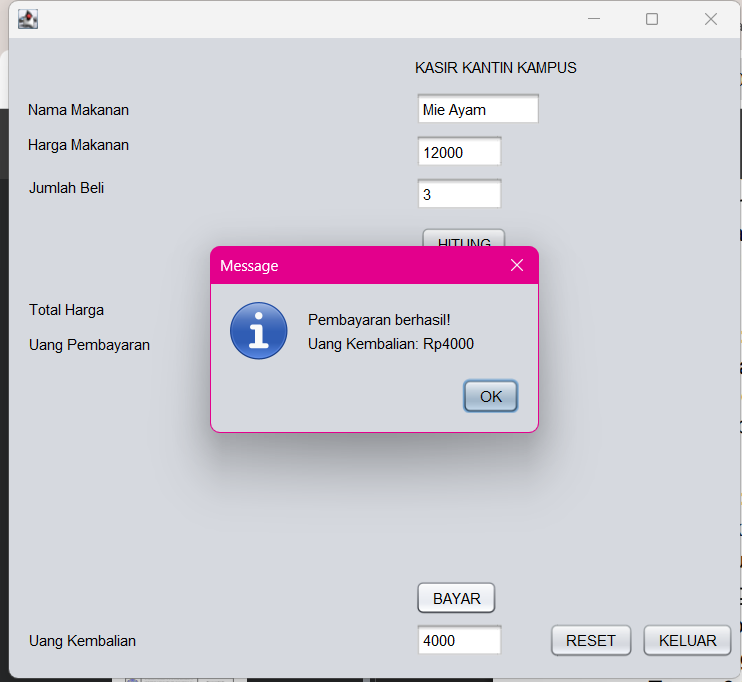 KASIR KANTIN KAMPUS
Nama Makanan
Mie Ayam
Harga Makanan
12000
Jumlah Beli
3
HITUNG
Message
Pembayaran berhasil!
Uang Kembalian: Rp4000
OK
Total Harga
Uang Pembayaran
BAYAR
Uang Kembalian
4000
RESET
KELUAR